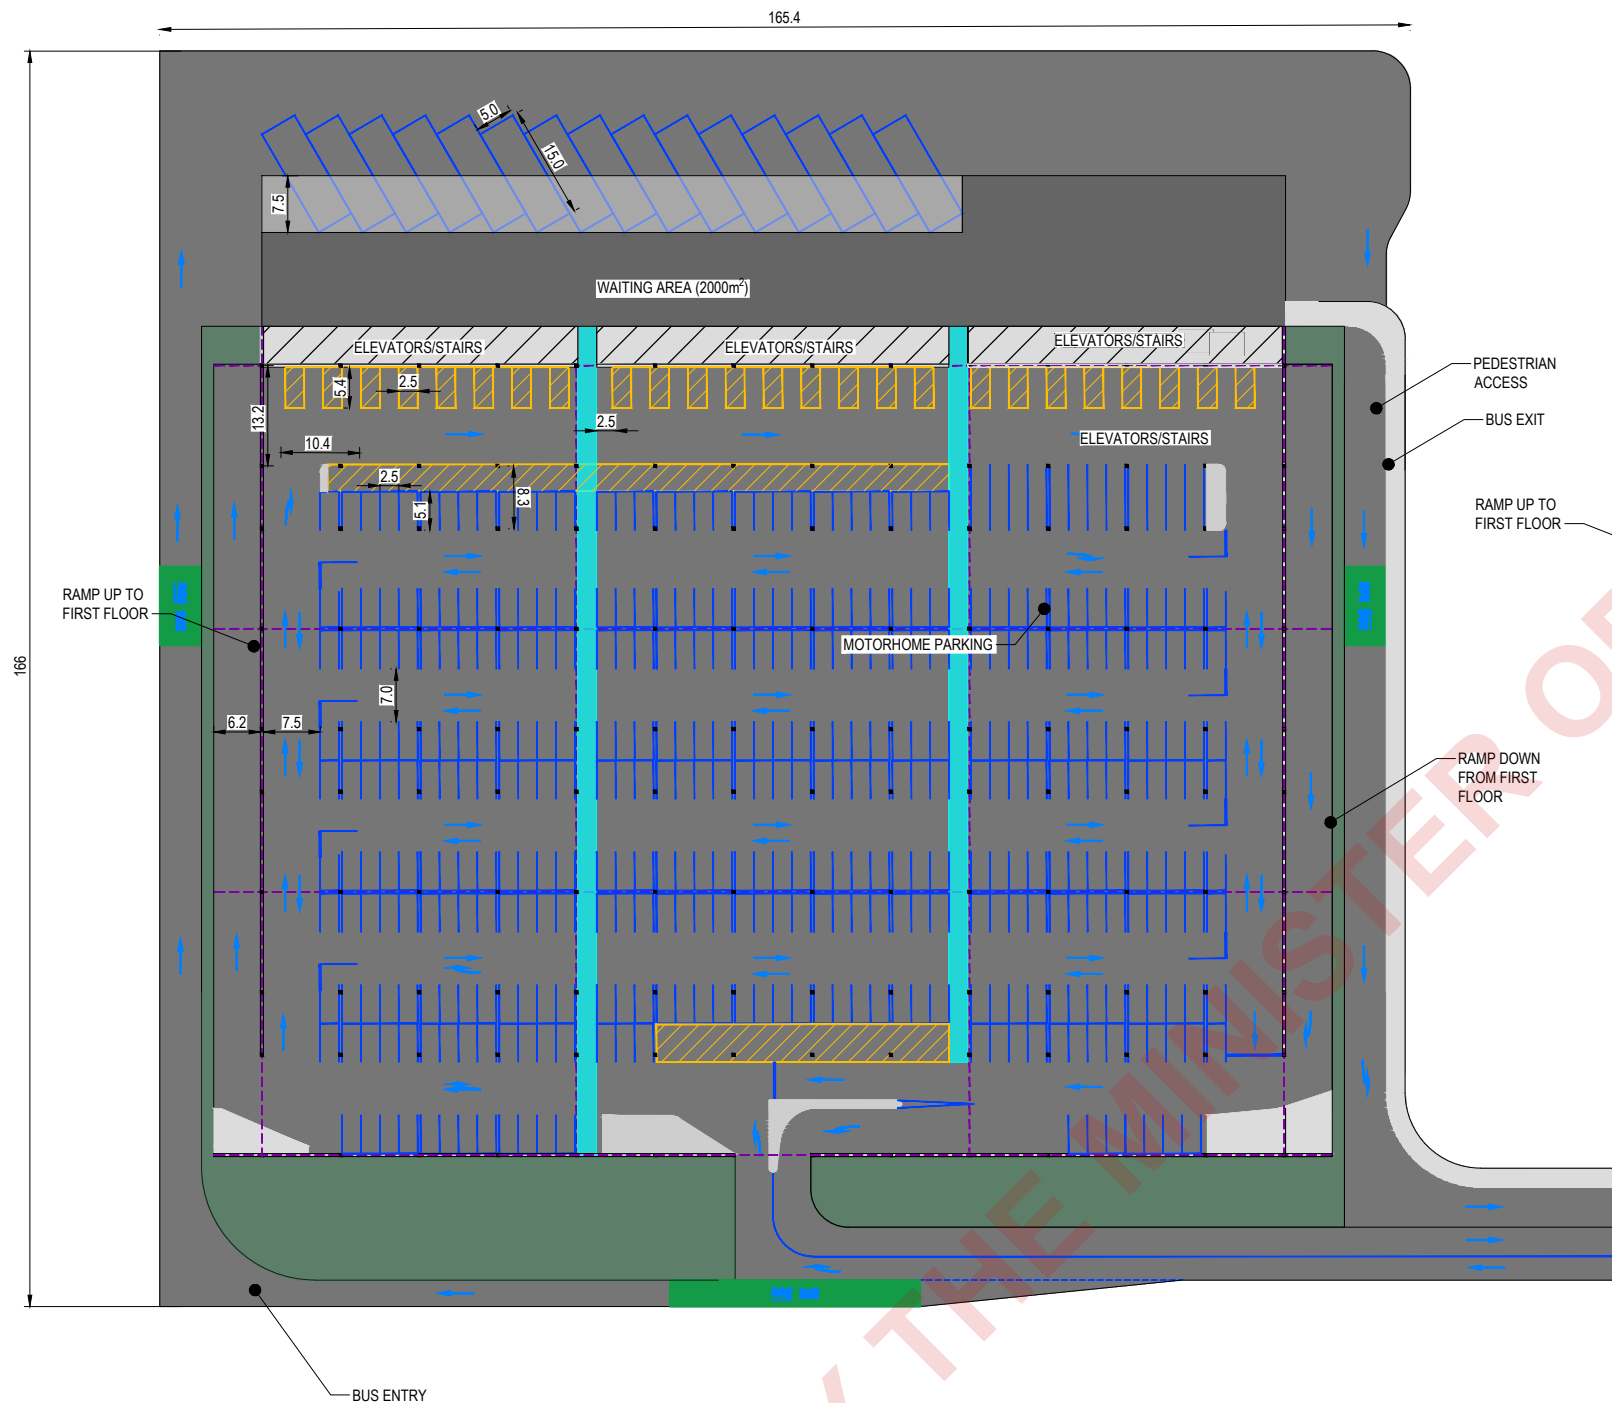 165.4
5.0
15.0
7.5
WAITING AREA (2000m²)
ELEVATORS/STAIRS
ELEVATORS/STAIRS
ELEVATORS/STAIRS
PEDESTRIAN
ACCESS
5.4
2.5
13.2
2.5
BUS EXIT
10.4
ELEVATORS/STAIRS
2.5
8.3
5.1
RAMP UP TO
FIRST FLOOR
RAMP UP TO
FIRST FLOOR
MOTORHOME PARKING
166
7.0
6.2
7.5
RAMP DOWN
FROM FIRST
FLOOR
BUS ENTRY
Y THE MINISTER OF